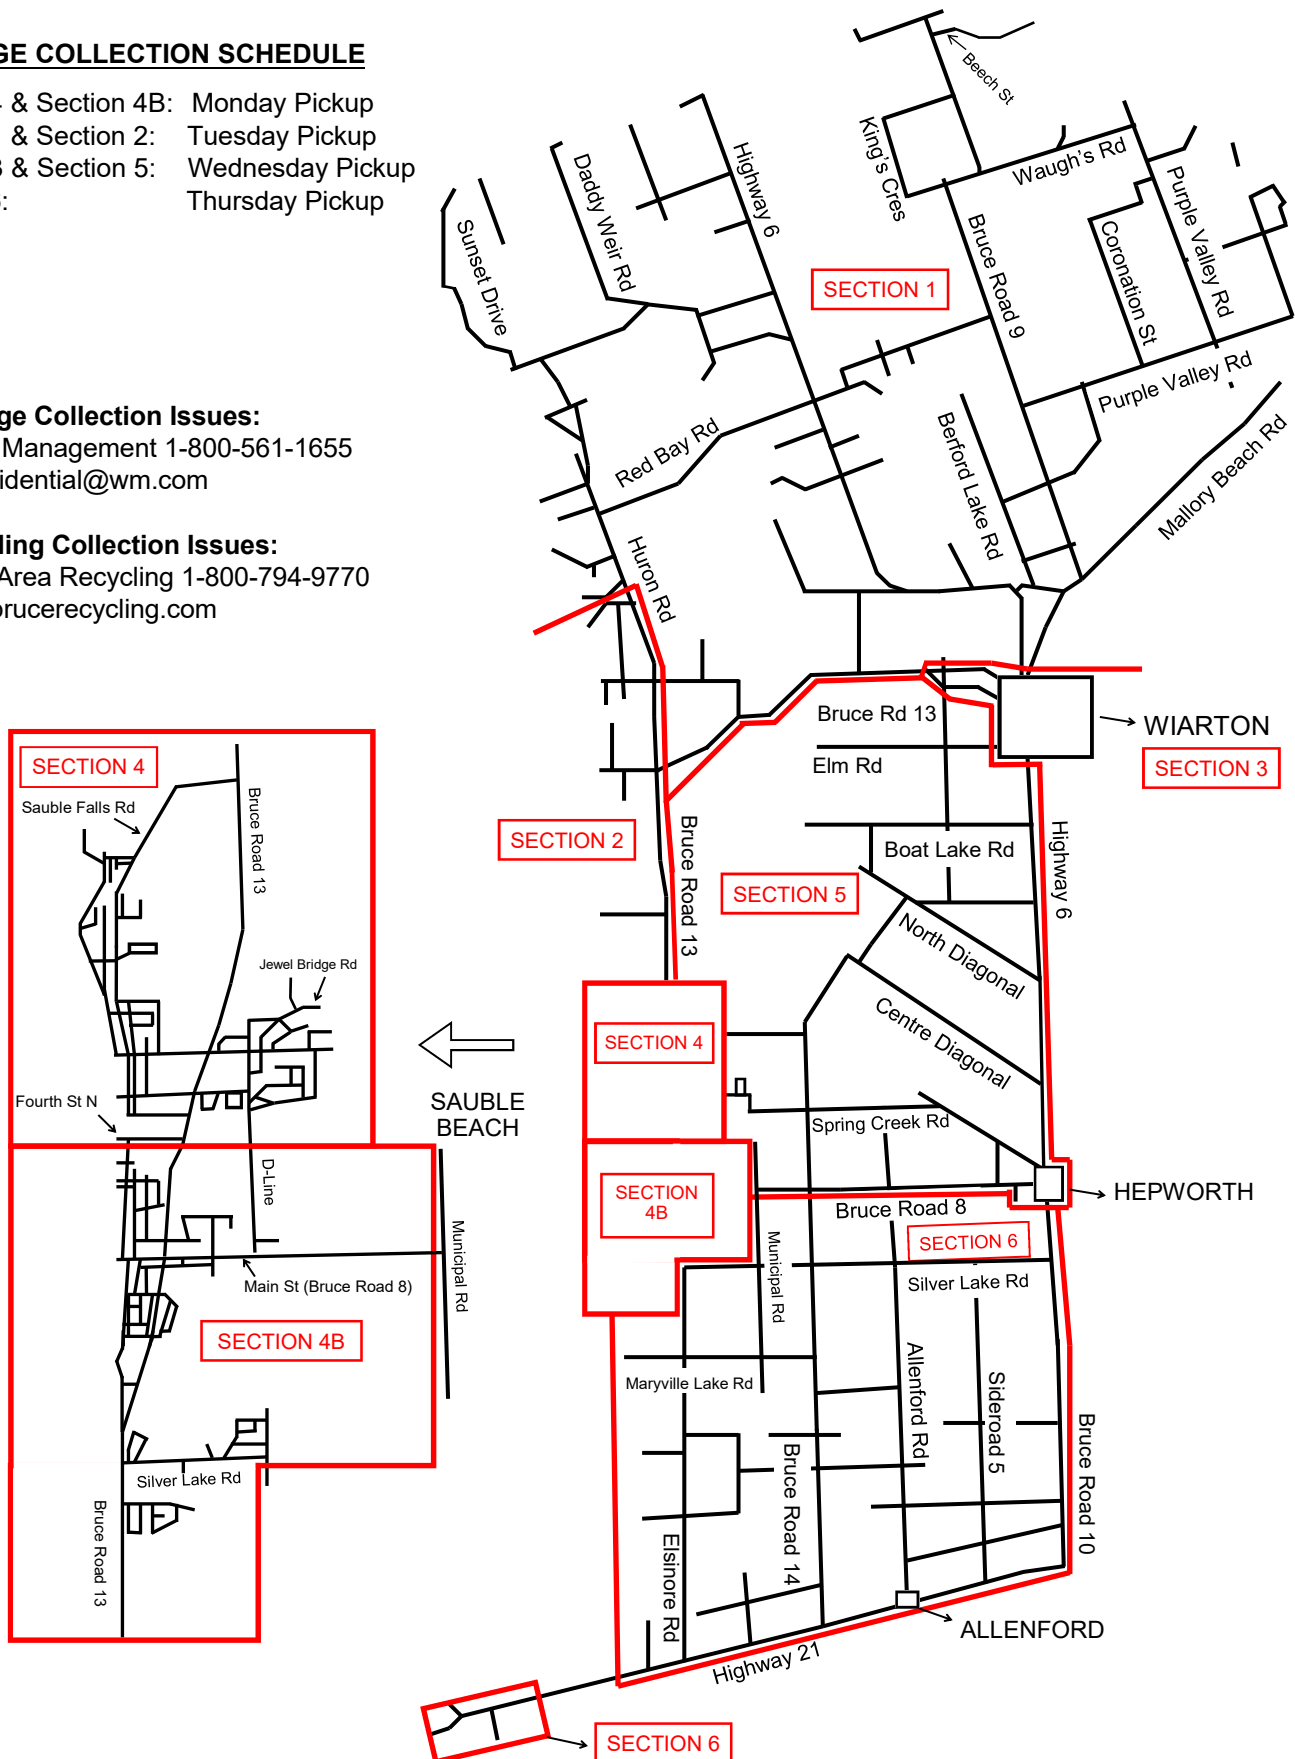 GE COLLECTION SCHEDULE
& Section 4B: Monday Pickup
& Section 2: Tuesday Pickup
& Section 5: Wednesday Pickup
: Thursday Pickup
ge Collection Issues:
Management 1-800-561-1655
idential@wm.com
ling Collection Issues:
Area Recycling 1-800-794-9770
brucerecycling.com
Beech St
King's Cres
Waugh's Rd
Highway 6
Daddy Weir Rd
Sunset Drive
Purple Valley Rd
Coronation St
Bruce Road 9
SECTION 1
Purple Valley Rd
Red Bay Rd
Berford Lake Rd
Mallory Beach Rd
Huron Rd
Bruce Rd 13
WIARTON
Elm Rd
SECTION 3
SECTION 2
Bruce Road 13
Boat Lake Rd
Highway 6
SECTION 5
North Diagonal
Centre Diagonal
SECTION 4
Sauble Falls Rd
Bruce Road 13
Jewel Bridge Rd
SECTION 4
SAUBLE
BEACH
Fourth St N
Spring Creek Rd
D-Line
SECTION
4B
HEPWORTH
Bruce Road 8
Municipal Rd
Municipal Rd
SECTION 6
Main St (Bruce Road 8)
Silver Lake Rd
SECTION 4B
Maryville Lake Rd
Allenford Rd
Sideroad 5
Bruce Road 10
Silver Lake Rd
Bruce Road 13
Bruce Road 14
Elsinore Rd
ALLENFORD
Highway 21
SECTION 6